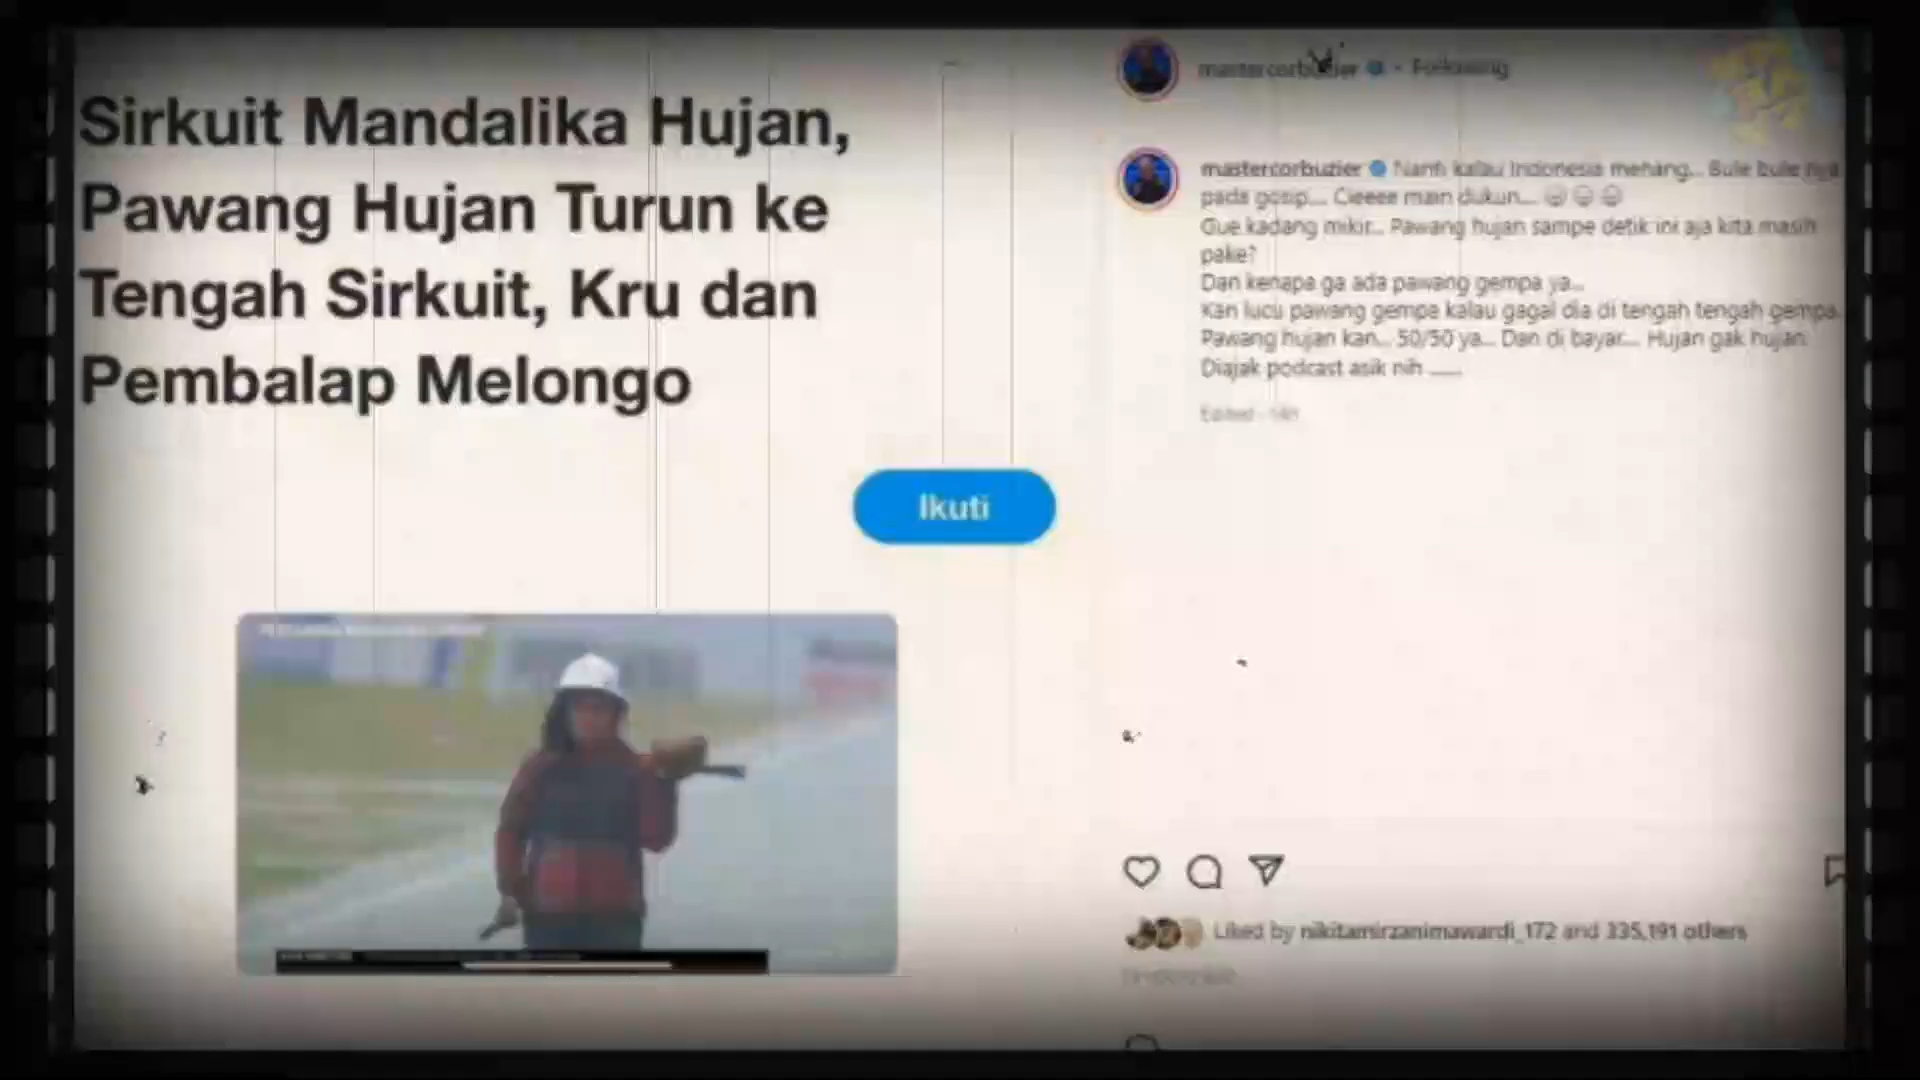 Sirkuit Mandalika Hujan,
Pawang Hujan Turun ke
Tengah Sirkuit, Kru dan
Pembalap Melongo
Ikuti
mastercorbuzier • Following
mastercorbuzier Nanti kalau Indonesia menang... Bule bule nya
pada gosip.... Cieeee main dukun....
Gue kadang mikir... Pawang hujan sampe detik ini aja kita masih
pake?
Dan kenapa ga ada pawang gempa ya...
Kan lucu pawang gempa kalau gagal dia di tengah tengah gempa.
Pawang hujan kan... 50/50 ya... Dan di bayar.... Hujan gak hujan.
Diajak podcast asik nih ......
Edited · 14h
Liked by nikitamirzanimawardi_172 and 335,191 others